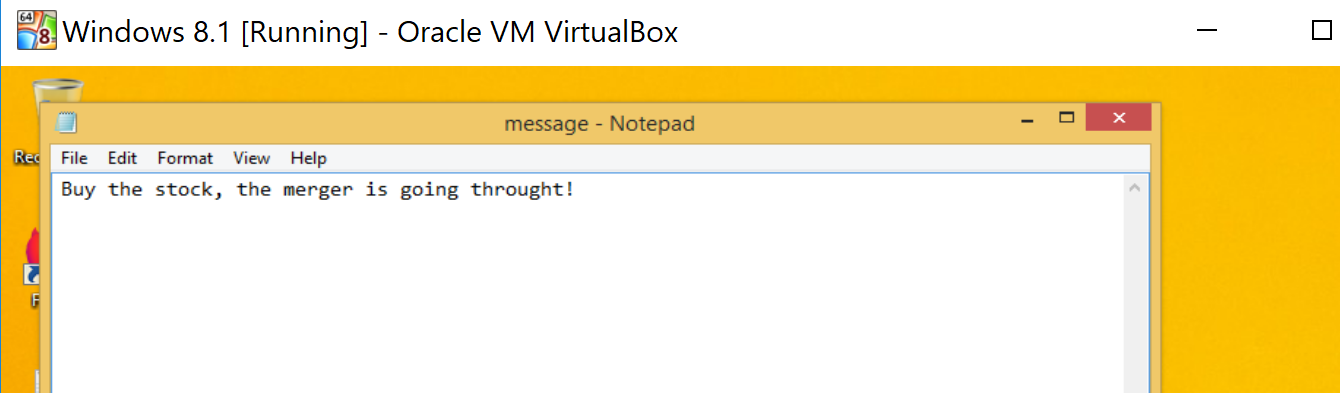 Windows 8.1 [Running] - Oracle VM VirtualBox
message - Notepad
File Edit Format View Help
Buy the stock, the merger is going throught!